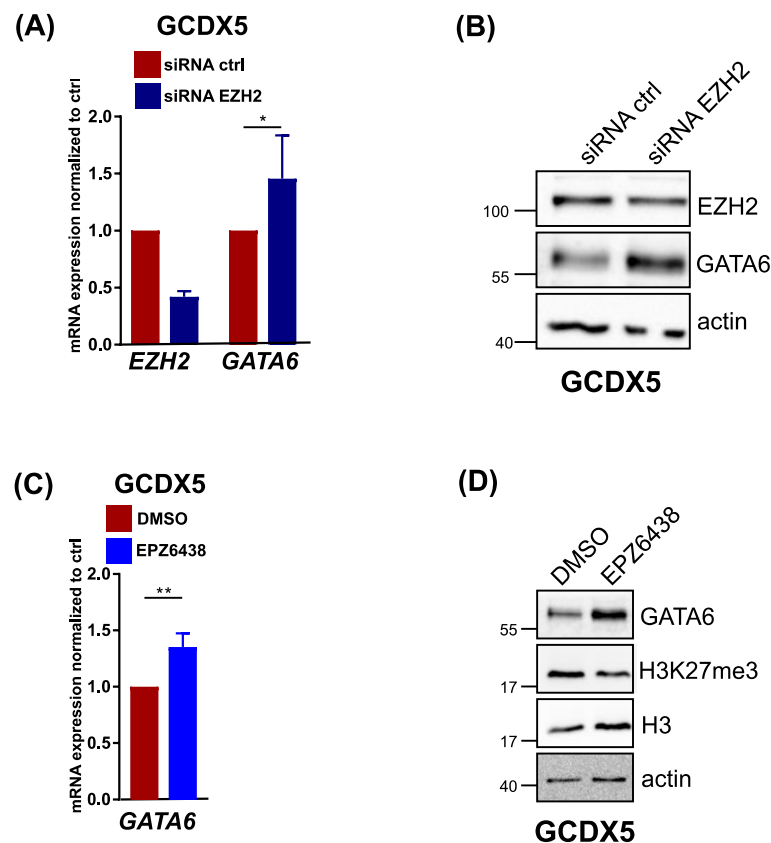 (A)
GCDX5
siRNA ctrl
siRNA EZH2
mRNA expression normalized to ctrl
2.0
1.5
1.0
0.5
0.0
*
EZH2 GATA6
(B)
siRNA ctrl
siRNA EZH2
100
EZH2
55
GATA6
40
actin
GCDX5
(C)
GCDX5
DMSO
EPZ6438
mRNA expression normalized to ctrl
2.0
1.5
1.0
0.5
0.0
**
GATA6
(D)
DMSO
EPZ6438
55
GATA6
17
H3K27me3
17
H3
40
actin
GCDX5